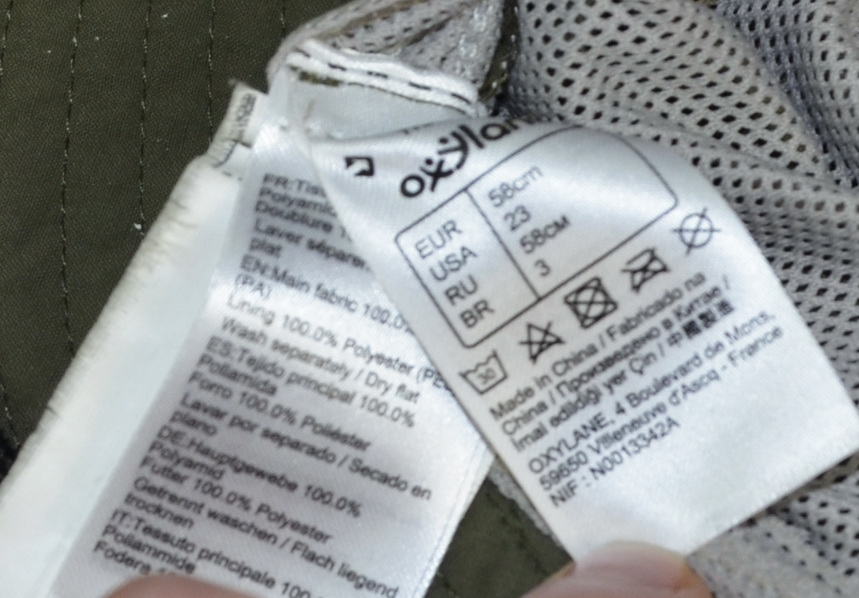 FR:Tiss
Polyamid
Doublure
Laver séparer
plat
EN:Main fabric 100.0%
(PA)
Lining 100.0% Polyester (PE
Wash separately / Dry flat
ES:Tejido principal 100.0%
Poliamida
Forro 100.0% Poliéster
Lavar por separado / Secado en
plano
DE:Hauptgewebe 100.0%
Polyamid
Futter 100.0% Polyester
Getrennt waschen / Flach liegend
trocknen
IT:Tessuto principale 100.
Poliammide
Fodera
oxylan
EUR 58cm
USA 23
RU 58см
BR 3
30
Made in China / Fabricado na
China / Произведено в Китае /
İmal edildiği yer Çin / 中國製造
OXYLANE, 4 Boulevard de Mons,
59650 Villeneuve d'Ascq - France
NIF : N0013342A